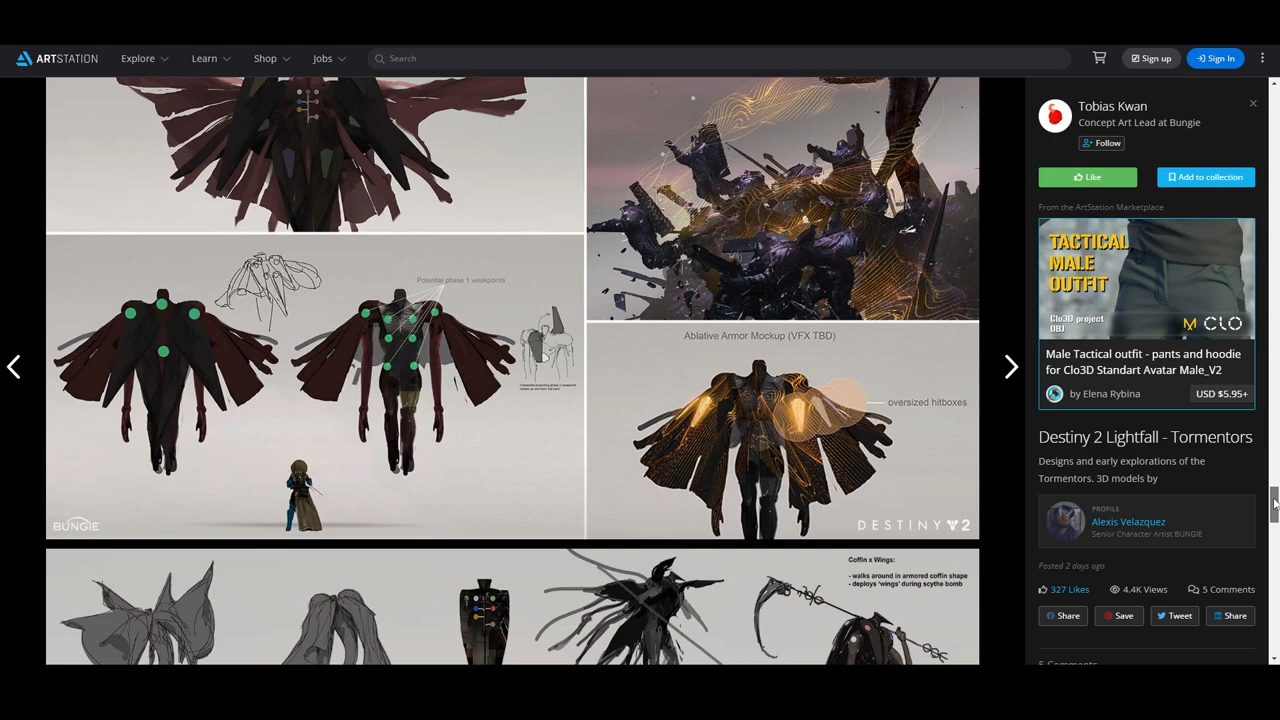 ARTSTATION
Explore
Learn
Shop
Jobs
Search
Sign up
Sign In
Potential phase 1 weakpoints
BUNGiE
Ablative Armor Mockup (VFX TBD)
oversized hitboxes
DESTINY 2
Coffin x Wings:
- walks around in armored coffin shape
- deploys 'wings' during scythe bomb
Tobias Kwan
Concept Art Lead at Bungie
Follow
Like
Add to collection
From the ArtStation Marketplace
TACTICAL
MALE
OUTFIT
Clo3D project
OBJ
M CLO
Male Tactical outfit - pants and hoodie
for Clo3D Standart Avatar Male_V2
by Elena Rybina
USD $5.95+
Destiny 2 Lightfall - Tormentors
Designs and early explorations of the
Tormentors. 3D models by
PROFILE
Alexis Velazquez
Senior Character Artist BUNGIE
Posted 2 days ago
327 Likes
4.4K Views
5 Comments
Share
Save
Tweet
Share
5 Comments